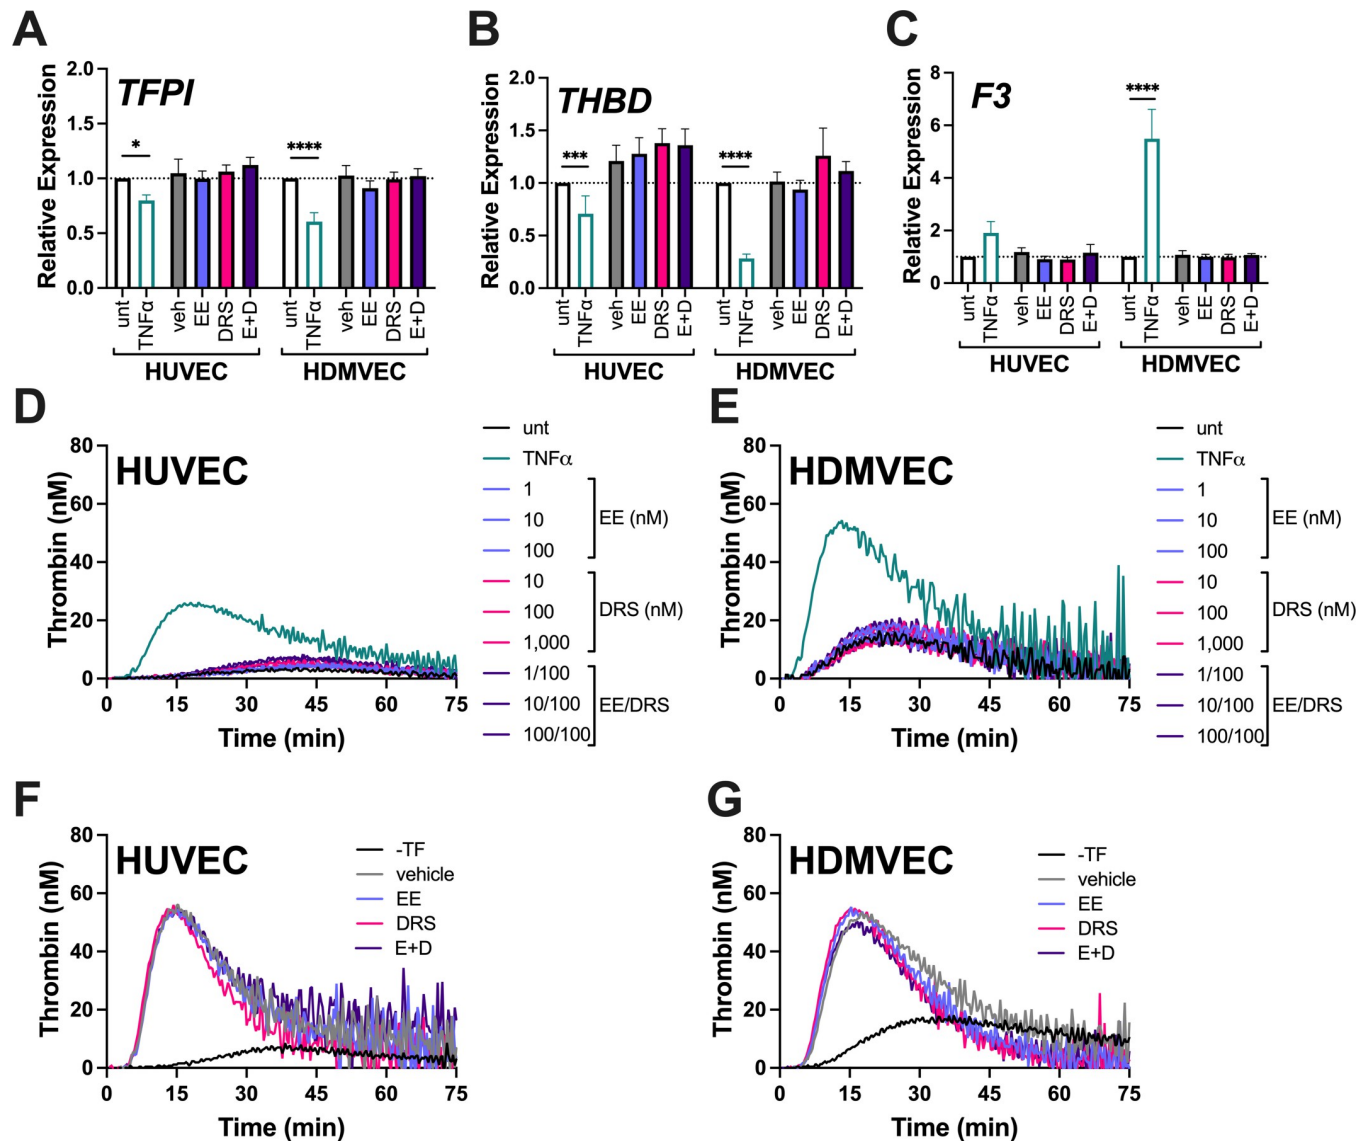 A
TFPI
Relative Expression
2.0
1.5
1.0
0.5
0.0
*
****
unt
TNFα
veh
EE
DRS
E+D
unt
TNFα
veh
EE
DRS
E+D
HUVEC
HDMVEC
B
THBD
Relative Expression
2.0
1.5
1.0
0.5
0.0
***
****
unt
TNFα
veh
EE
DRS
E+D
unt
TNFα
veh
EE
DRS
E+D
HUVEC
HDMVEC
C
F3
Relative Expression
8
6
4
2
0
****
unt
TNFα
veh
EE
DRS
E+D
unt
TNFα
veh
EE
DRS
E+D
HUVEC
HDMVEC
D
HUVEC
Thrombin (nM)
80
60
40
20
0
0 15 30 45 60 75
Time (min)
unt
TNFα
1
10
100
EE (nM)
10
100
1,000
DRS (nM)
1/100
10/100
100/100
EE/DRS
E
HDMVEC
Thrombin (nM)
80
60
40
20
0
0 15 30 45 60 75
Time (min)
unt
TNFα
1
10
100
EE (nM)
10
100
1,000
DRS (nM)
1/100
10/100
100/100
EE/DRS
F
HUVEC
Thrombin (nM)
80
60
40
20
0
0 15 30 45 60 75
Time (min)
-TF
vehicle
EE
DRS
E+D
G
HDMVEC
Thrombin (nM)
80
60
40
20
0
0 15 30 45 60 75
Time (min)
-TF
vehicle
EE
DRS
E+D